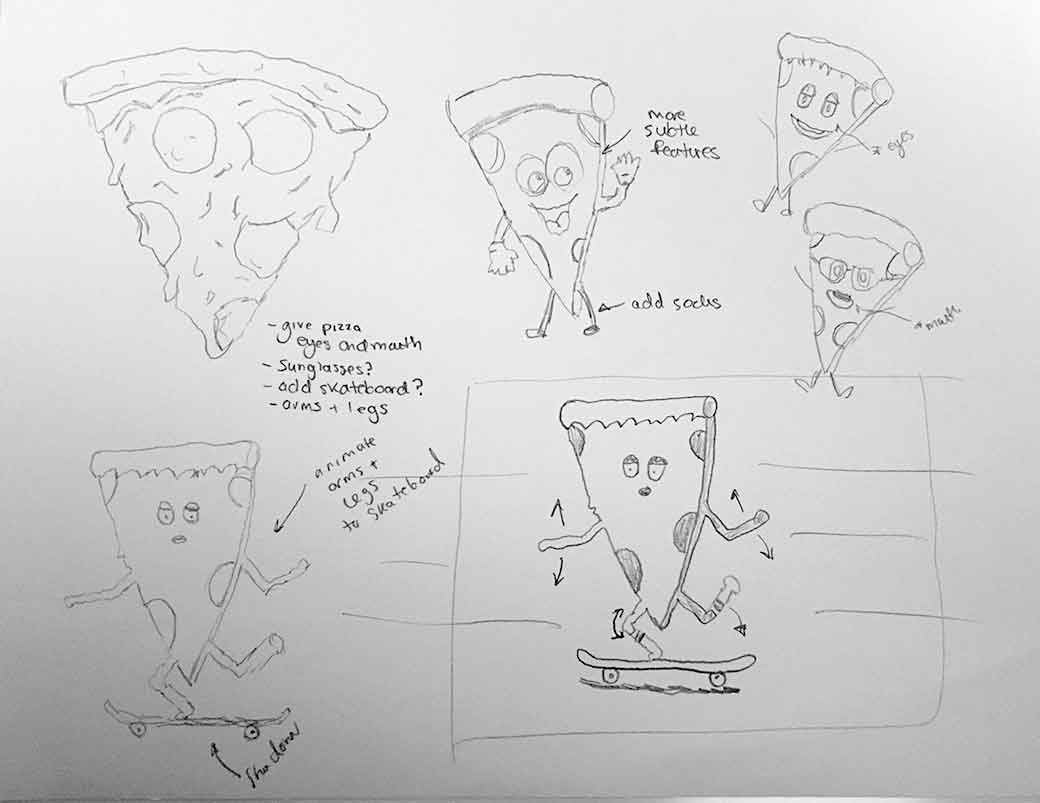 more
subtle
features
* eyes
add socks
* mouth
- give pizza
eyes and mouth
- sunglasses?
- add skateboard?
- arms + legs
animate
arms +
legs
to skateboard
shadow